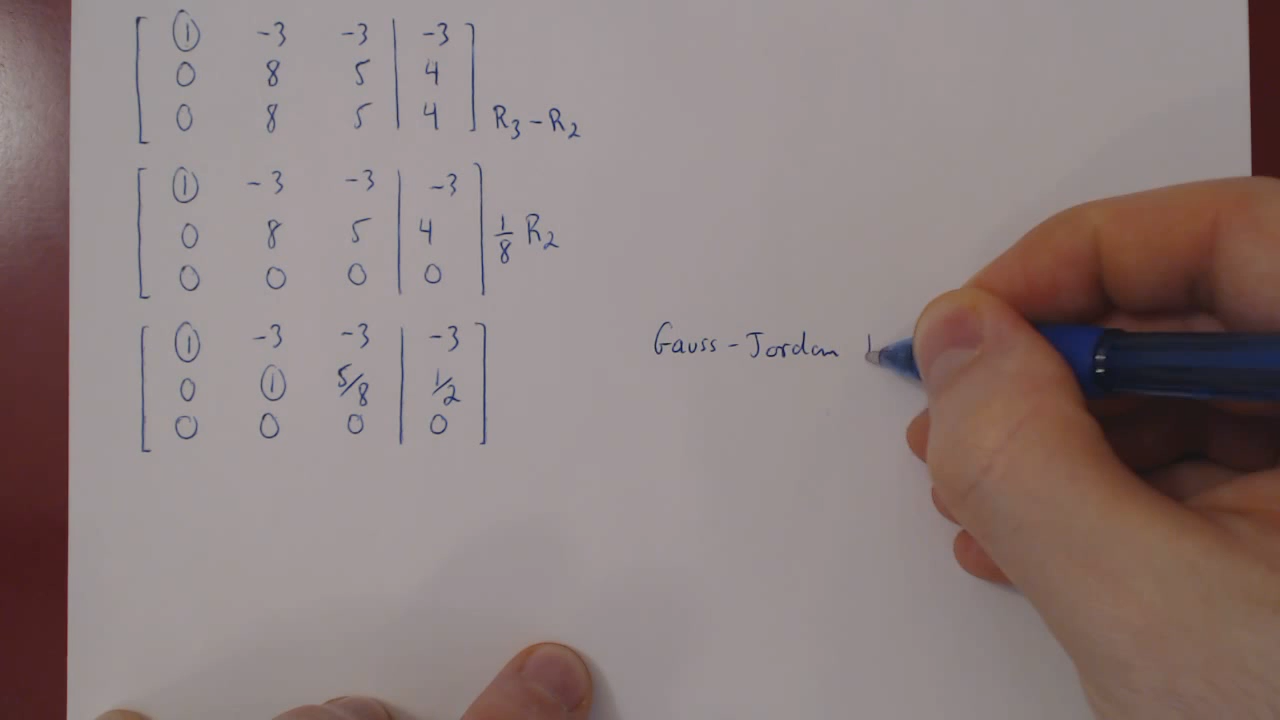 ① -3 -3 | -3
0 8 5 | 4
0 8 5 | 4 R₃ - R₂
① -3 -3 | -3
0 8 5 | 4 1/8 R₂
0 0 0 | 0
① -3 -3 | -3
Gauss-Jordan
0 ① 5/8 | 1/2
0 0 0 | 0